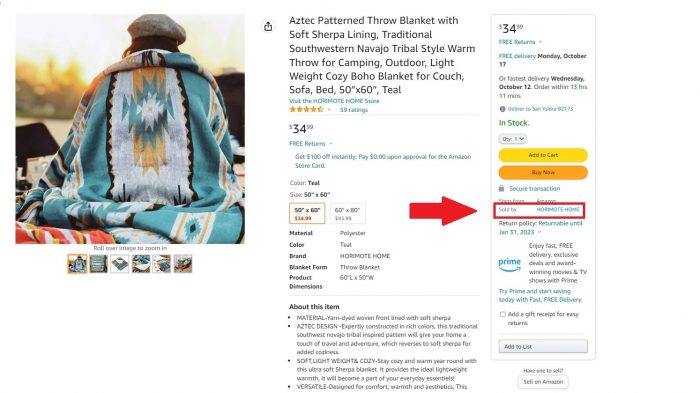 Aztec Patterned Throw Blanket with
Soft Sherpa Lining, Traditional
Southwestern Navajo Tribal Style Warm
Throw for Camping, Outdoor, Light
Weight Cozy Boho Blanket for Couch,
Sofa, Bed, 50"x60", Teal
Visit the HORIMOTE HOME Store
59 ratings
$34⁹⁹
FREE Returns
Get $100 off instantly: Pay $0.00 upon approval for the Amazon
Store Card.
Color: Teal
Size: 50" x 60"
50" x 60"
$34.99
60" x 80"
$43.99
Material Polyester
Color Teal
Brand HORIMOTE HOME
Blanket Form Throw Blanket
Product 60"L x 50"W
Dimensions
About this item
• MATERIAL-Yarn-dyed woven front lined with soft sherpa
• AZTEC DESIGN -Expertly constructed in rich colors, this traditional
southwest navajo tribal inspired pattern will give your home a
touch of travel and adventure, which reverses to soft sherpa for
added coziness.
• SOFT,LIGHT WEIGHT& COZY-Stay cozy and warm year round with
this ultra soft Sherpa Blanket. It provides the ideal lightweight
warmth, it will become a part of your everyday essentials!
• VERSATILE-Designed for comfort, warmth and aesthetics, This
Roll over image to zoom in
$34⁹⁹
FREE Returns
FREE delivery Monday, October
17
Or fastest delivery Wednesday,
October 12. Order within 13 hrs
11 mins
Deliver to San Ysidro 92173
In Stock.
Qty: 1
Add to Cart
Buy Now
Secure transaction
Ships from Amazon
Sold by HORIMOTE HOME
Return policy: Returnable until
Jan 31, 2023
Enjoy fast, FREE
delivery, exclusive
deals and award-
winning movies & TV
shows with Prime
prime
Try Prime and start saving
today with Fast, FREE Delivery
Add a gift receipt for easy
returns
Add to List
Have one to sell?
Sell on Amazon